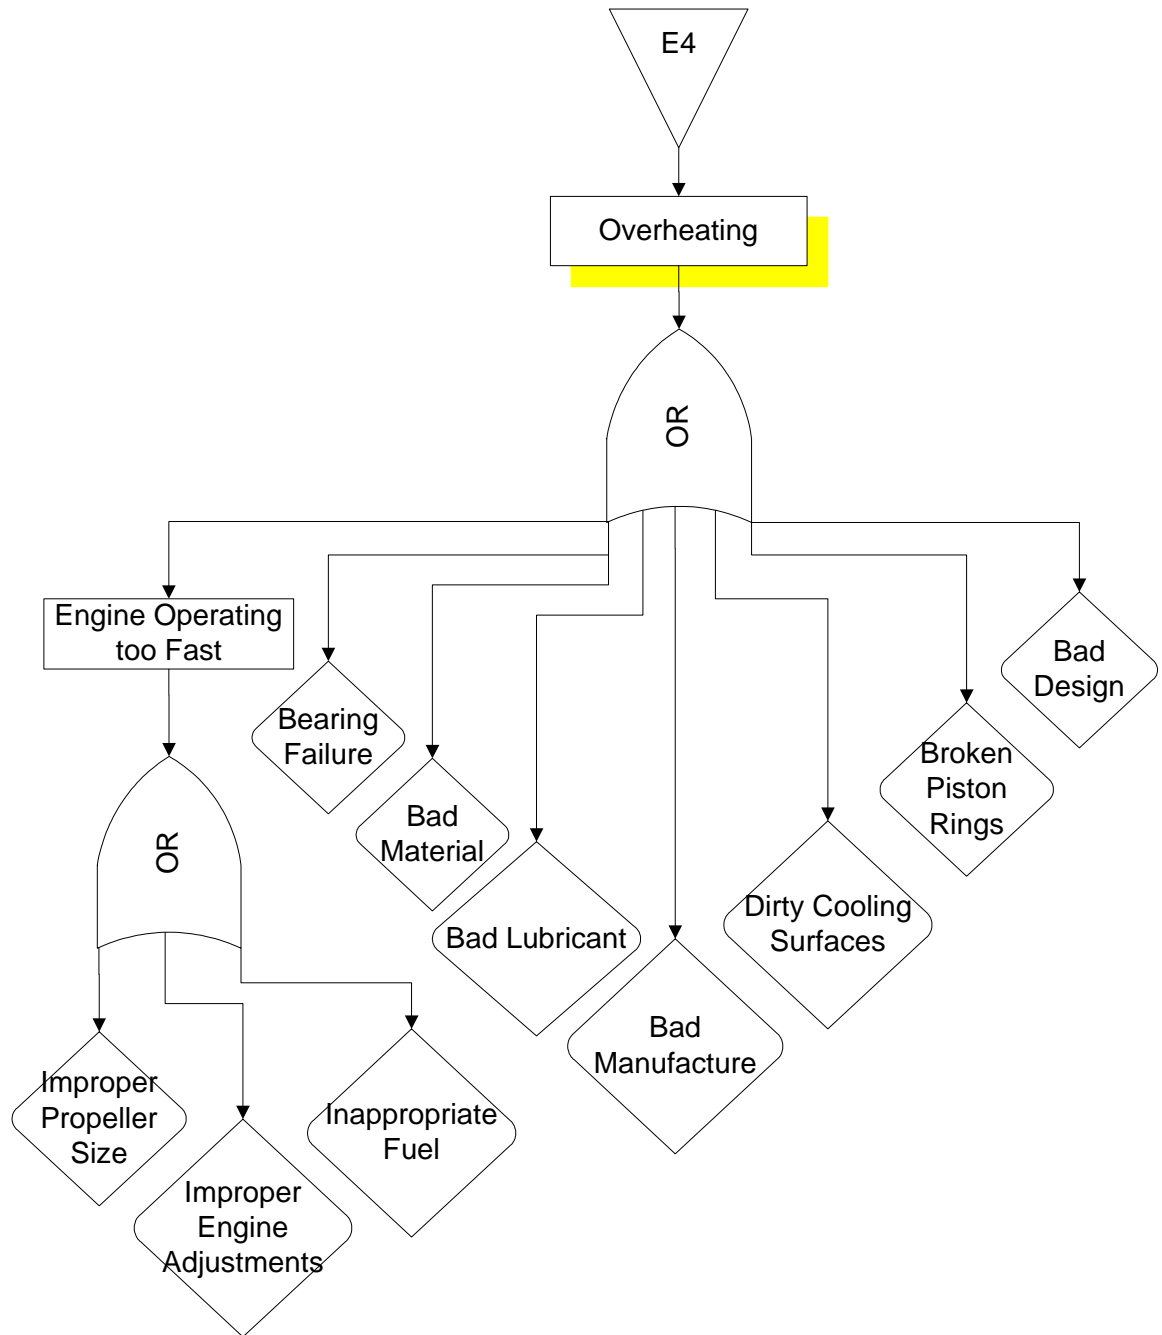 E4
Overheating
OR
Engine Operating
too Fast
Bearing
Failure
Bad
Material
Bad Lubricant
Bad
Manufacture
Dirty Cooling
Surfaces
Broken
Piston
Rings
Bad
Design
OR
Improper
Propeller
Size
Improper
Engine
Adjustments
Inappropriate
Fuel